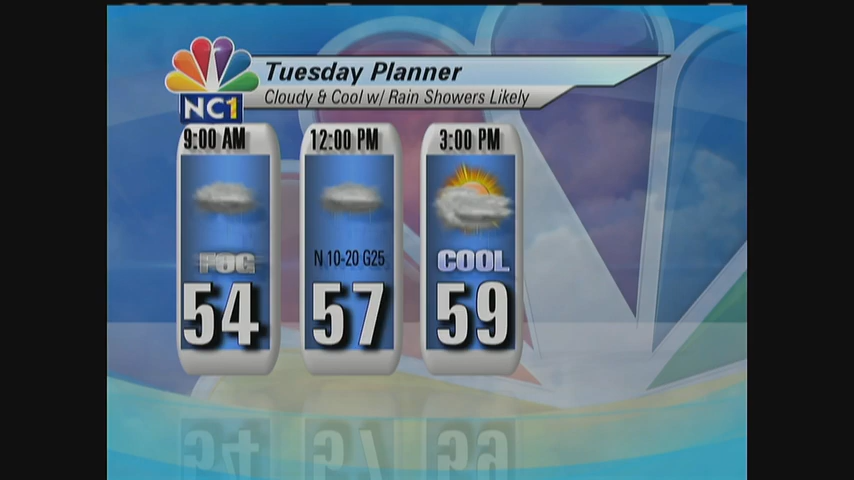 Tuesday Planner
Cloudy & Cool w/ Rain Showers Likely
NC1
9:00 AM
12:00 PM
3:00 PM
FOG
N 10-20 G25
COOL
54
57
59